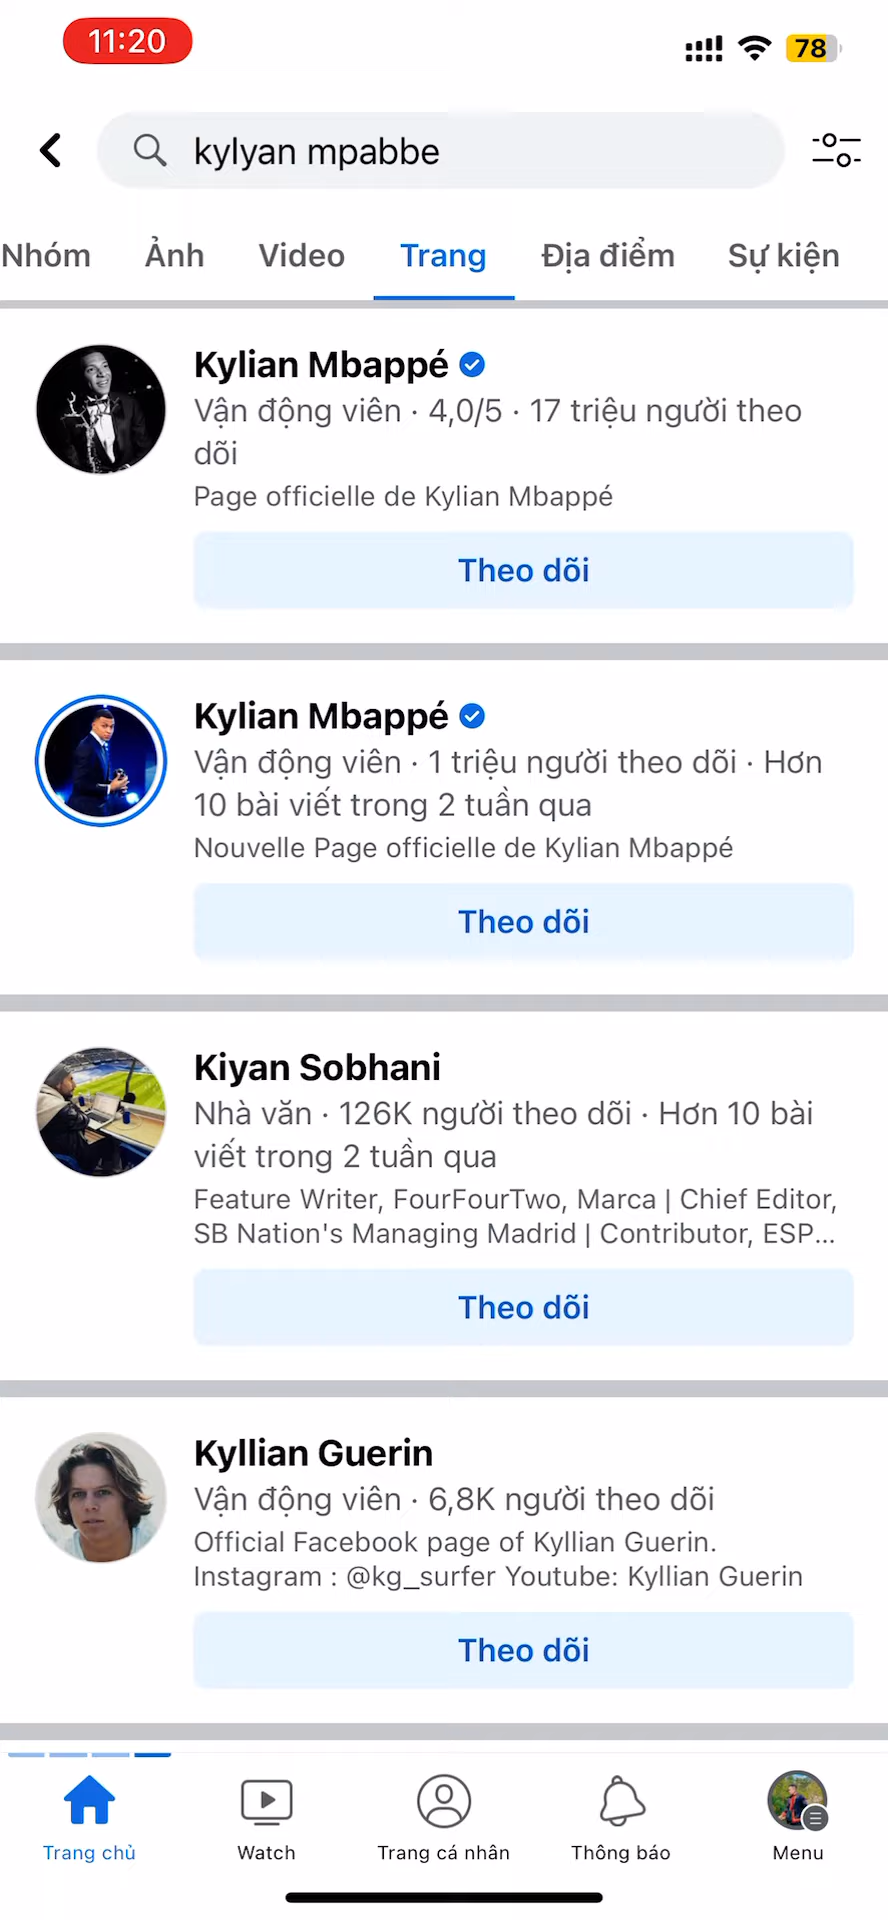 11:20
78
kylyan mpabbe
Nhóm Ảnh Video Trang Địa điểm Sự kiện
Kylian Mbappé
Vận động viên · 4,0/5 · 17 triệu người theo
dõi
Page officielle de Kylian Mbappé
Theo dõi
Kylian Mbappé
Vận động viên · 1 triệu người theo dõi · Hơn
10 bài viết trong 2 tuần qua
Nouvelle Page officielle de Kylian Mbappé
Theo dõi
Kiyan Sobhani
Nhà văn · 126K người theo dõi · Hơn 10 bài
viết trong 2 tuần qua
Feature Writer, FourFourTwo, Marca | Chief Editor,
SB Nation's Managing Madrid | Contributor, ESP...
Theo dõi
Kyllian Guerin
Vận động viên · 6,8K người theo dõi
Official Facebook page of Kyllian Guerin.
Instagram : @kg_surfer Youtube: Kyllian Guerin
Theo dõi
Trang chủ Watch Trang cá nhân Thông báo Menu